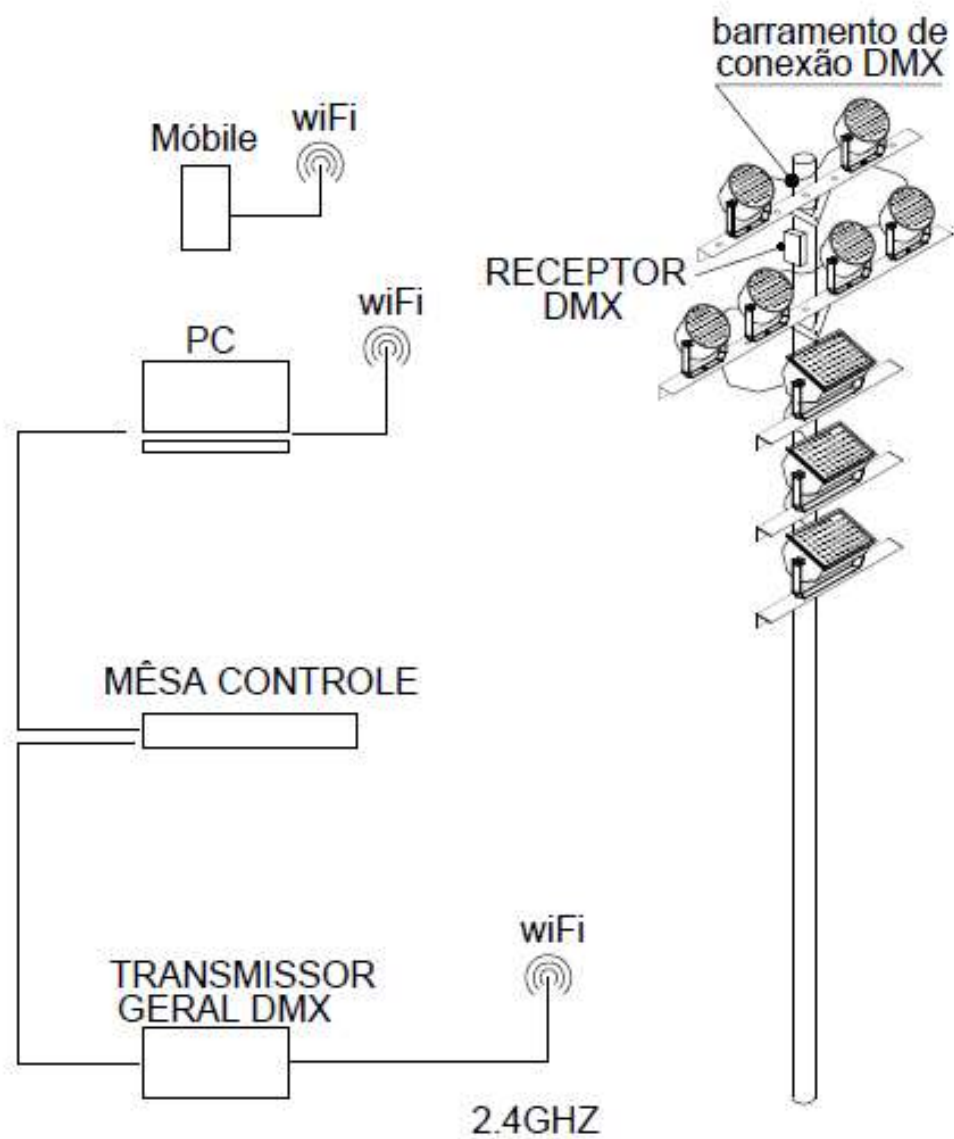 barramento de
conexão DMX
wiFi
Móbile
RECEPTOR
DMX
wiFi
PC
MÊSA CONTROLE
wiFi
TRANSMISSOR
GERAL DMX
2.4GHZ